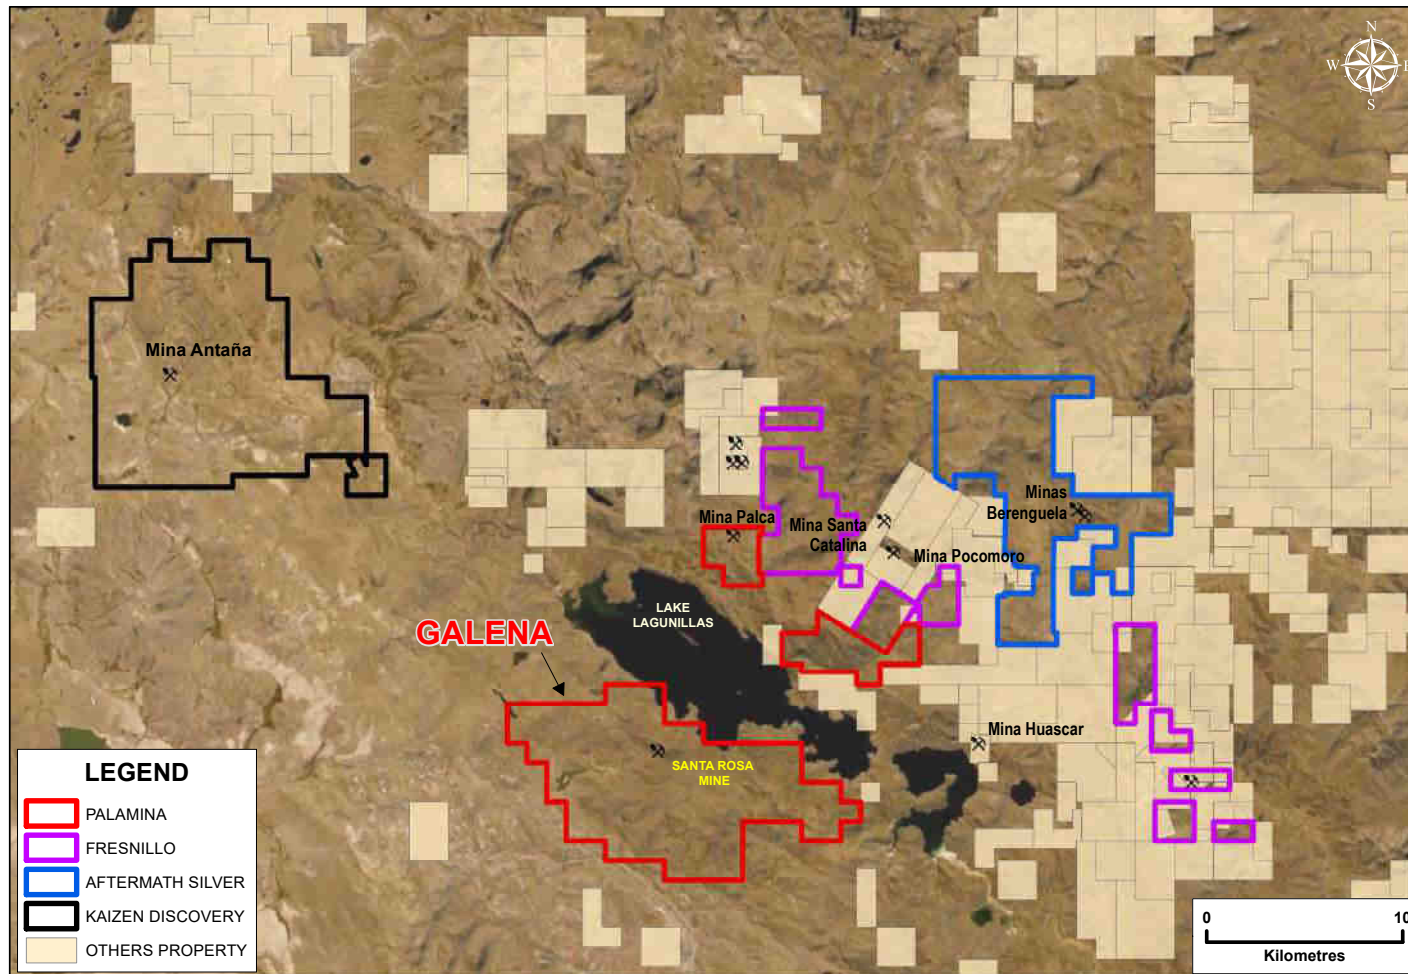 N
W
E
S
Mina Antaña
Minas
Berenguela
Mina Palca
Mina Santa
Catalina
Mina Pocomoro
LAKE
LAGUNILLAS
GALENA
Mina Huascar
SANTA ROSA
MINE
LEGEND
PALAMINA
FRESNILLO
AFTERMATH SILVER
KAIZEN DISCOVERY
OTHERS PROPERTY
0
10
Kilometres